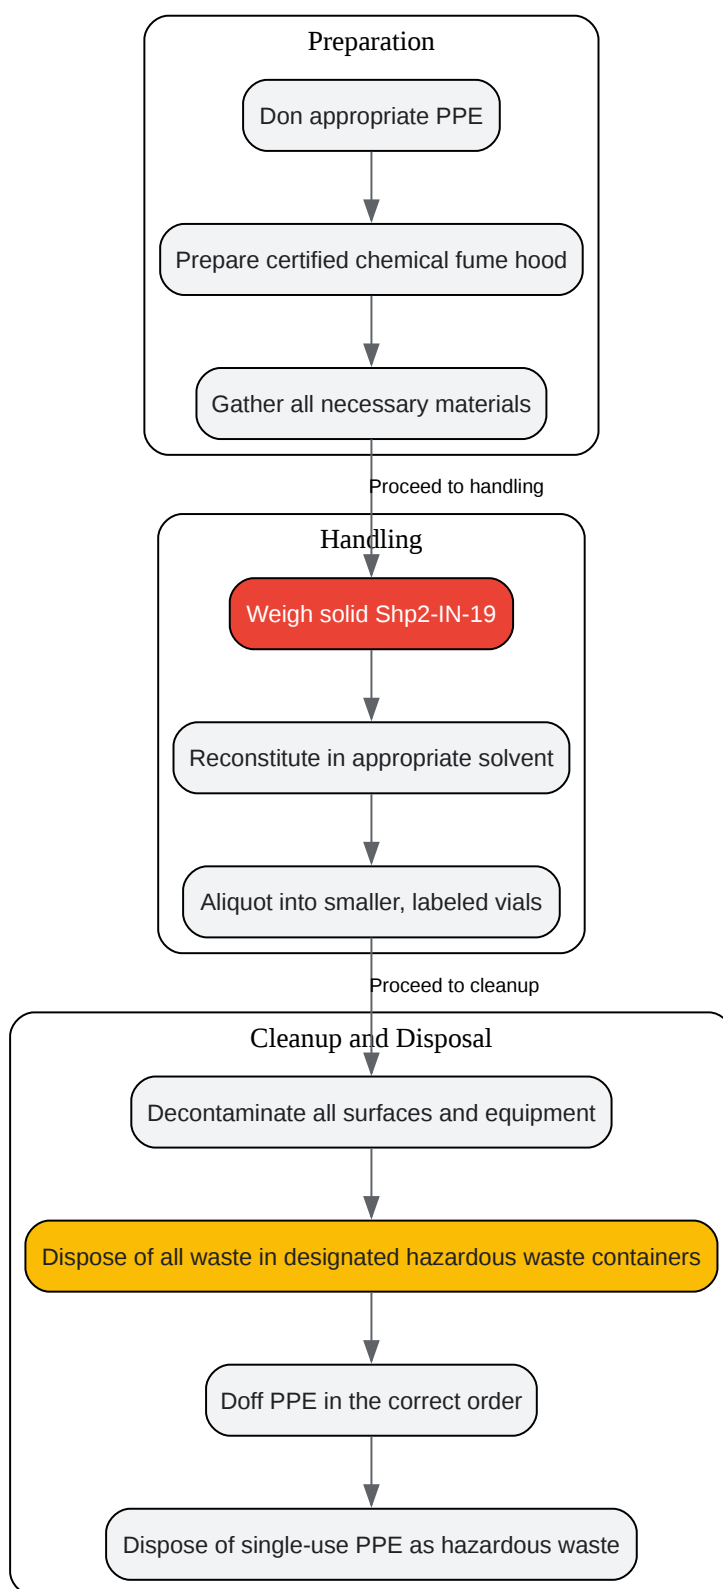 Preparation
Don appropriate PPE
Prepare certified chemical fume hood
Gather all necessary materials
Proceed to handling
Handling
Weigh solid Shp2-IN-19
Reconstitute in appropriate solvent
Aliquot into smaller, labeled vials
Proceed to cleanup
Cleanup and Disposal
Decontaminate all surfaces and equipment
Dispose of all waste in designated hazardous waste containers
Doff PPE in the correct order
Dispose of single-use PPE as hazardous waste